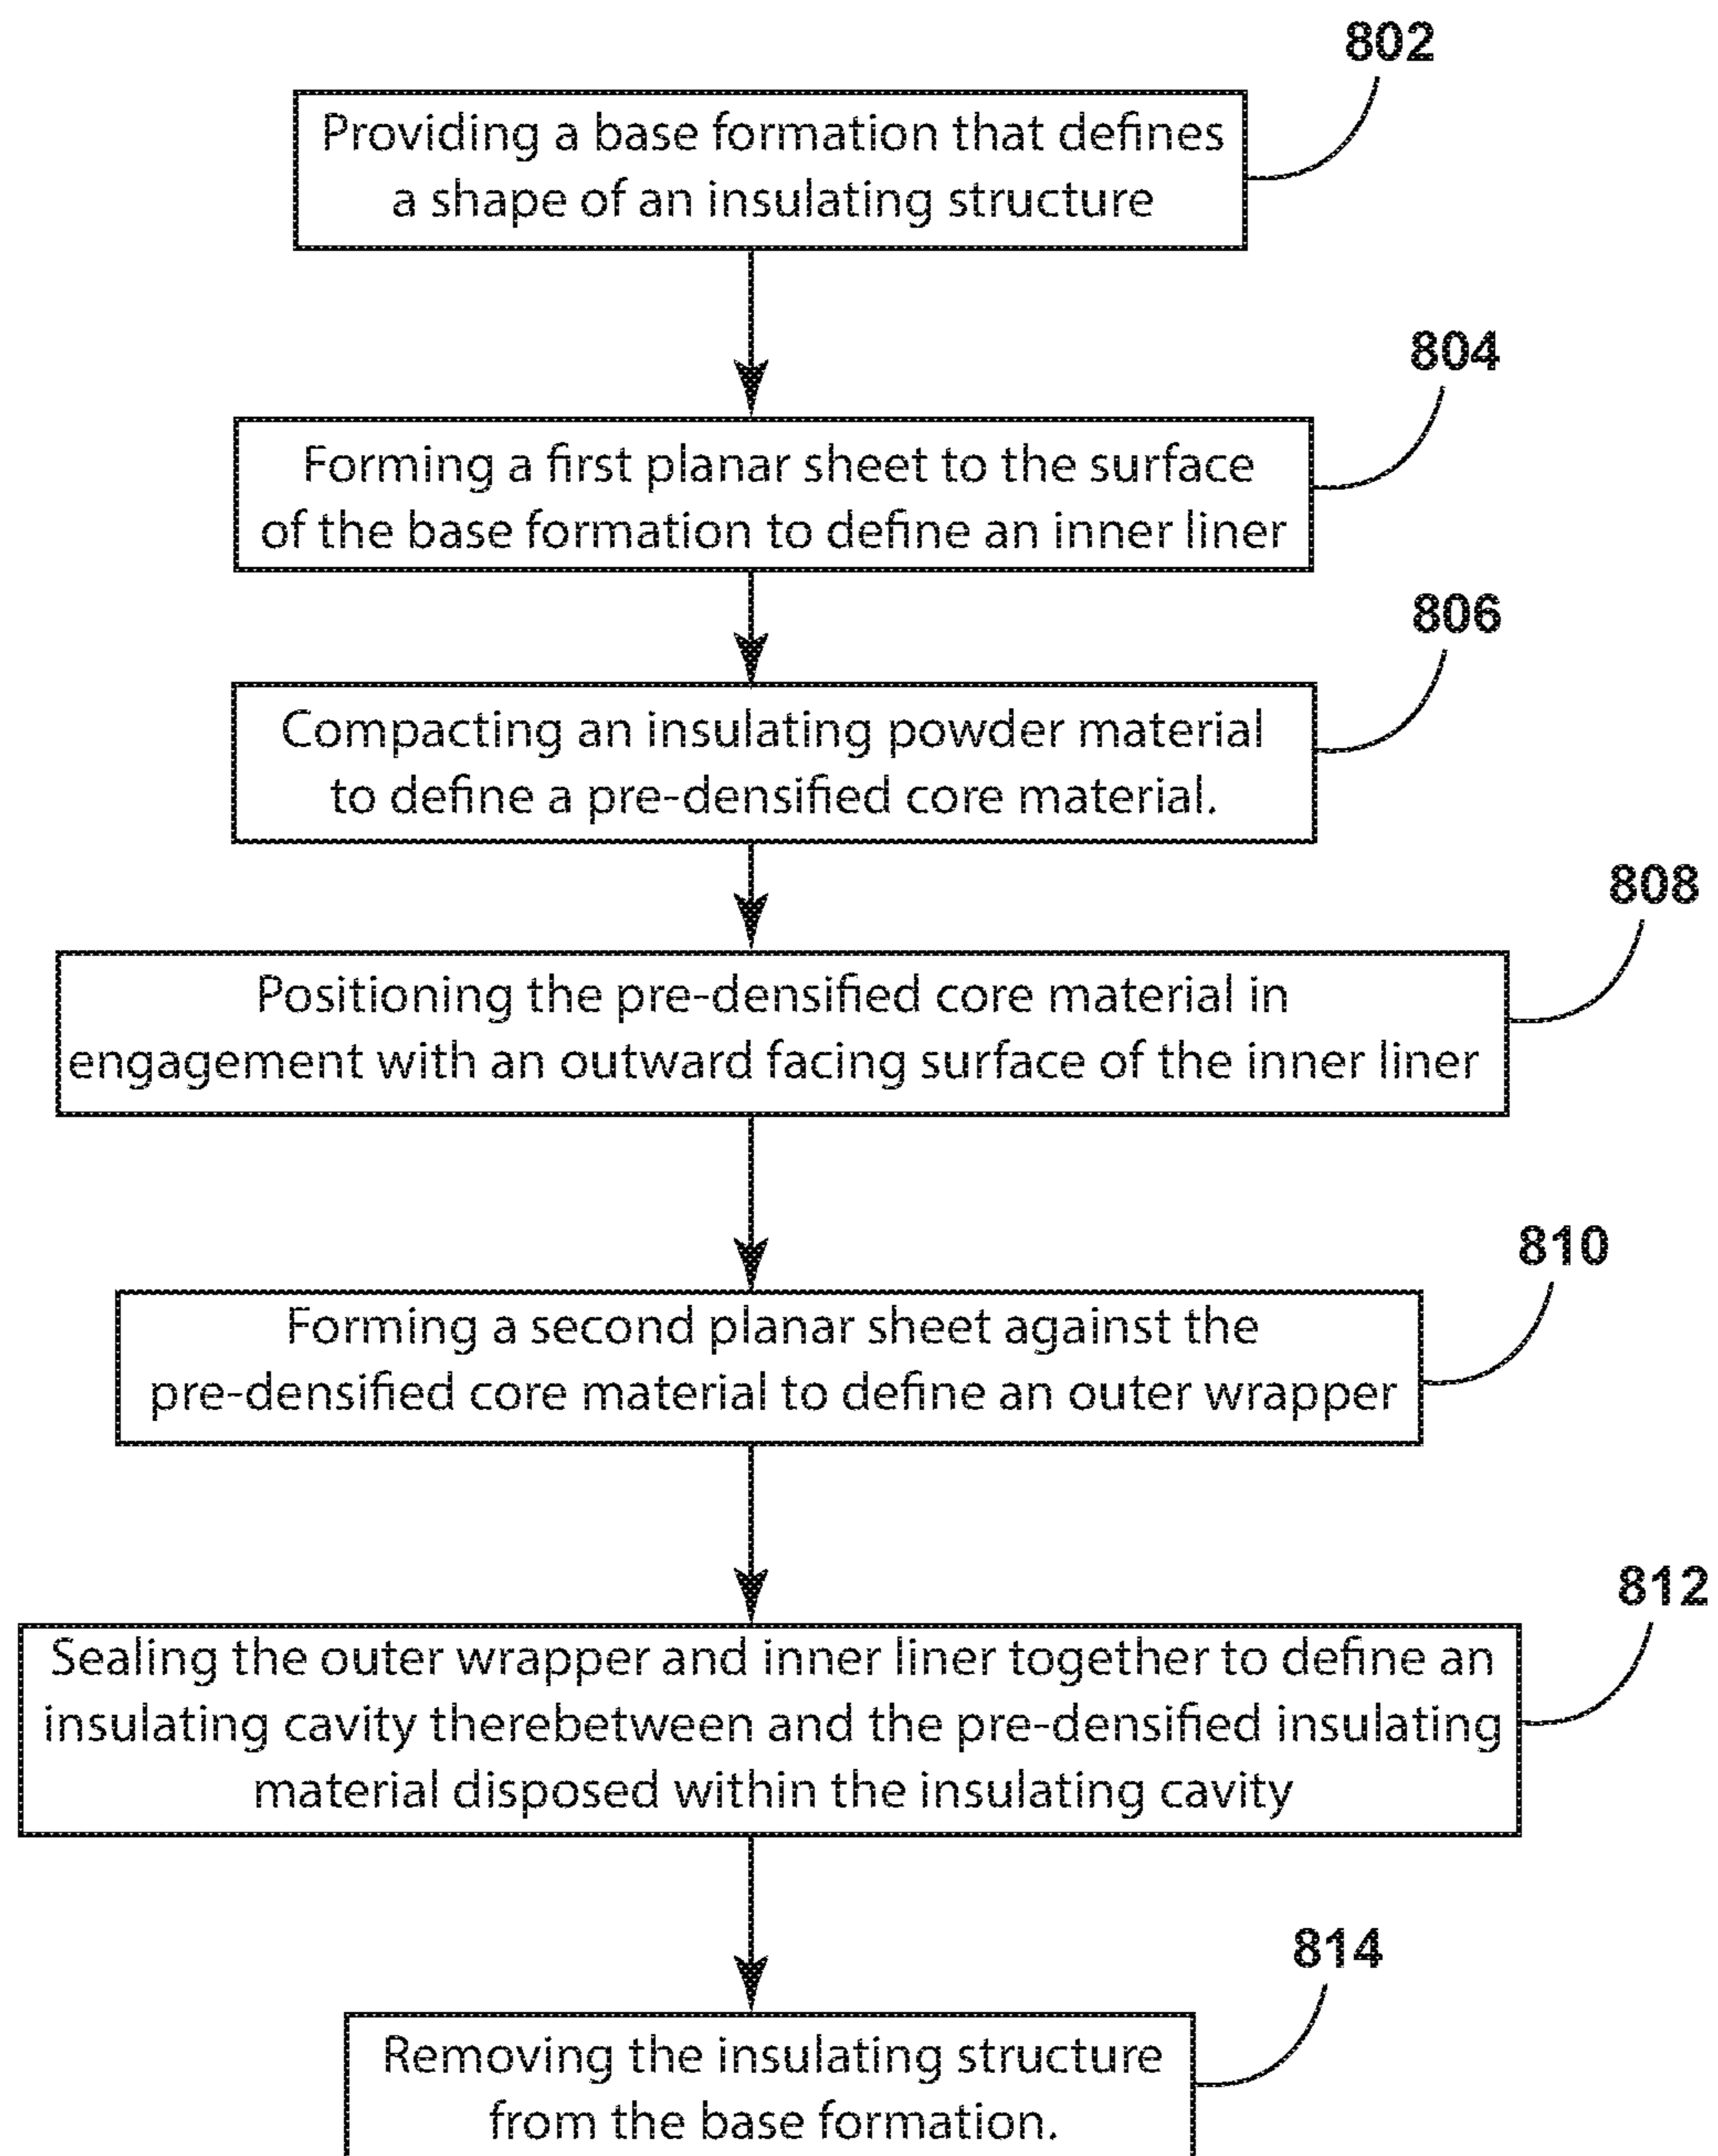 802
Providing a base formation that defines
a shape of an insulating structure
804
Forming a first planar sheet to the surface
of the base formation to define an inner liner
806
Compacting an insulating powder material
to define a pre-densified core material.
808
Positioning the pre-densified core material in
engagement with an outward facing surface of the inner liner
810
Forming a second planar sheet against the
pre-densified core material to define an outer wrapper
812
Sealing the outer wrapper and inner liner together to define an
insulating cavity therebetween and the pre-densified insulating
material disposed within the insulating cavity
814
Removing the insulating structure
from the base formation.